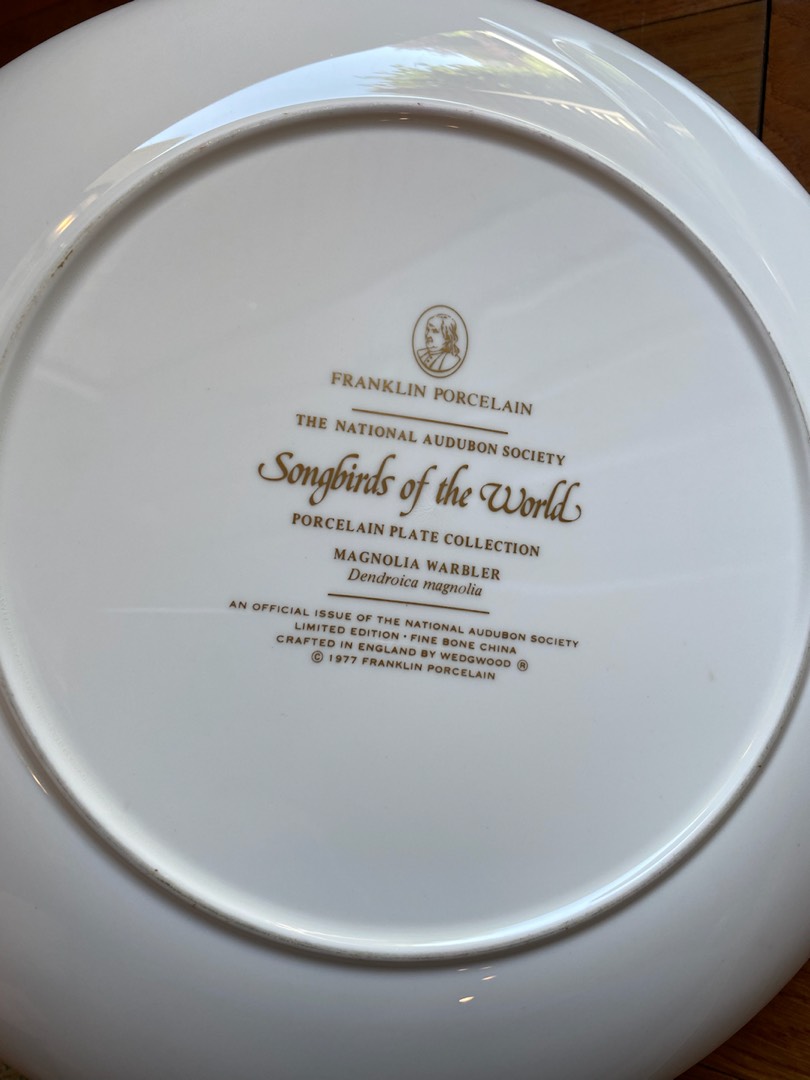 FRANKLIN PORCELAIN
THE NATIONAL AUDUBON SOCIETY
Songbirds of the World
PORCELAIN PLATE COLLECTION
MAGNOLIA WARBLER
Dendroica magnolia
AN OFFICIAL ISSUE OF THE NATIONAL AUDUBON SOCIETY
LIMITED EDITION · FINE BONE CHINA
CRAFTED IN ENGLAND BY WEDGWOOD ®
© 1977 FRANKLIN PORCELAIN